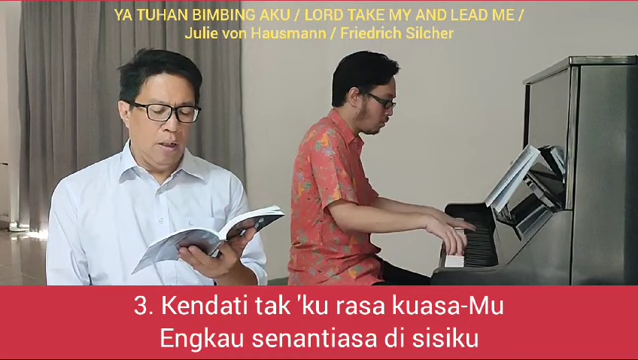 YA TUHAN BIMBING AKU / LORD TAKE MY AND LEAD ME /
Julie von Hausmann / Friedrich Silcher
3. Kendati tak 'ku rasa kuasa-Mu
Engkau senantiasa di sisiku